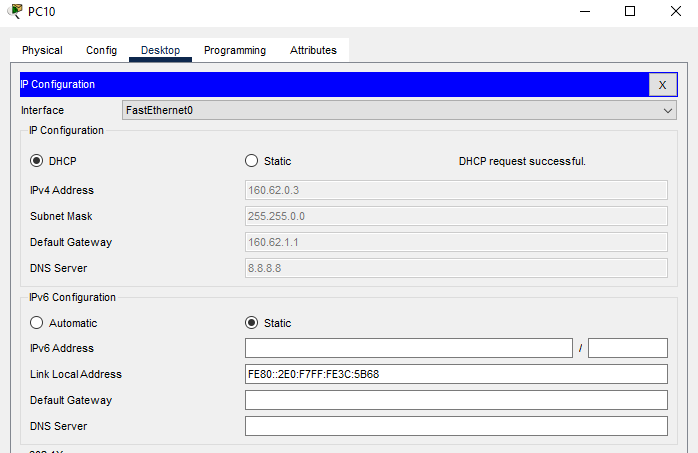 PC10
Physical Config Desktop Programming Attributes
IP Configuration X
Interface FastEthernet0
IP Configuration
DHCP Static DHCP request successful.
IPv4 Address 160.62.0.3
Subnet Mask 255.255.0.0
Default Gateway 160.62.1.1
DNS Server 8.8.8.8
IPv6 Configuration
Automatic Static
IPv6 Address /
Link Local Address FE80::2E0:F7FF:FE3C:5B68
Default Gateway
DNS Server